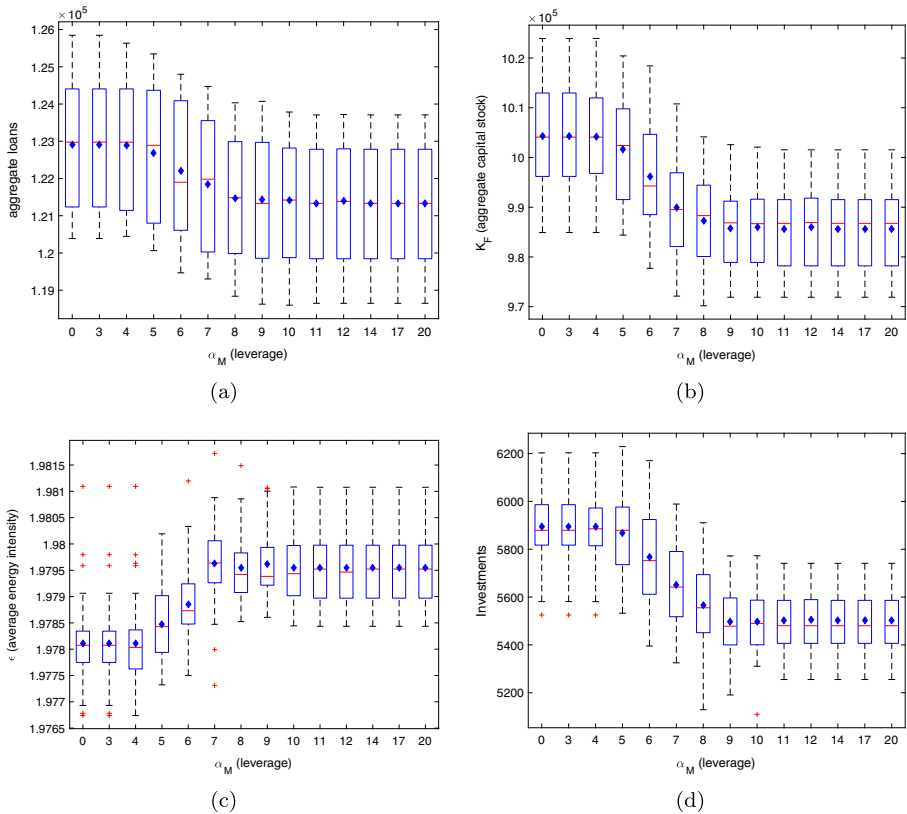 ×10⁵
1.26
1.25
1.24
1.23
1.22
1.21
1.20
1.19
aggregate loans
0 3 4 5 6 7 8 9 10 11 12 14 17 20
α_M (leverage)
(a)
×10⁵
10.2
10.1
10
9.9
9.8
9.7
K_F (aggregate capital stock)
0 3 4 5 6 7 8 9 10 11 12 14 17 20
α_M (leverage)
(b)
1.9815
1.981
1.9805
1.98
1.9795
1.979
1.9785
1.978
1.9775
1.977
1.9765
ϵ (average energy intensity)
0 3 4 5 6 7 8 9 10 11 12 14 17 20
α_M (leverage)
(c)
6200
6000
5800
5600
5400
5200
Investments
0 3 4 5 6 7 8 9 10 11 12 14 17 20
α_M (leverage)
(d)